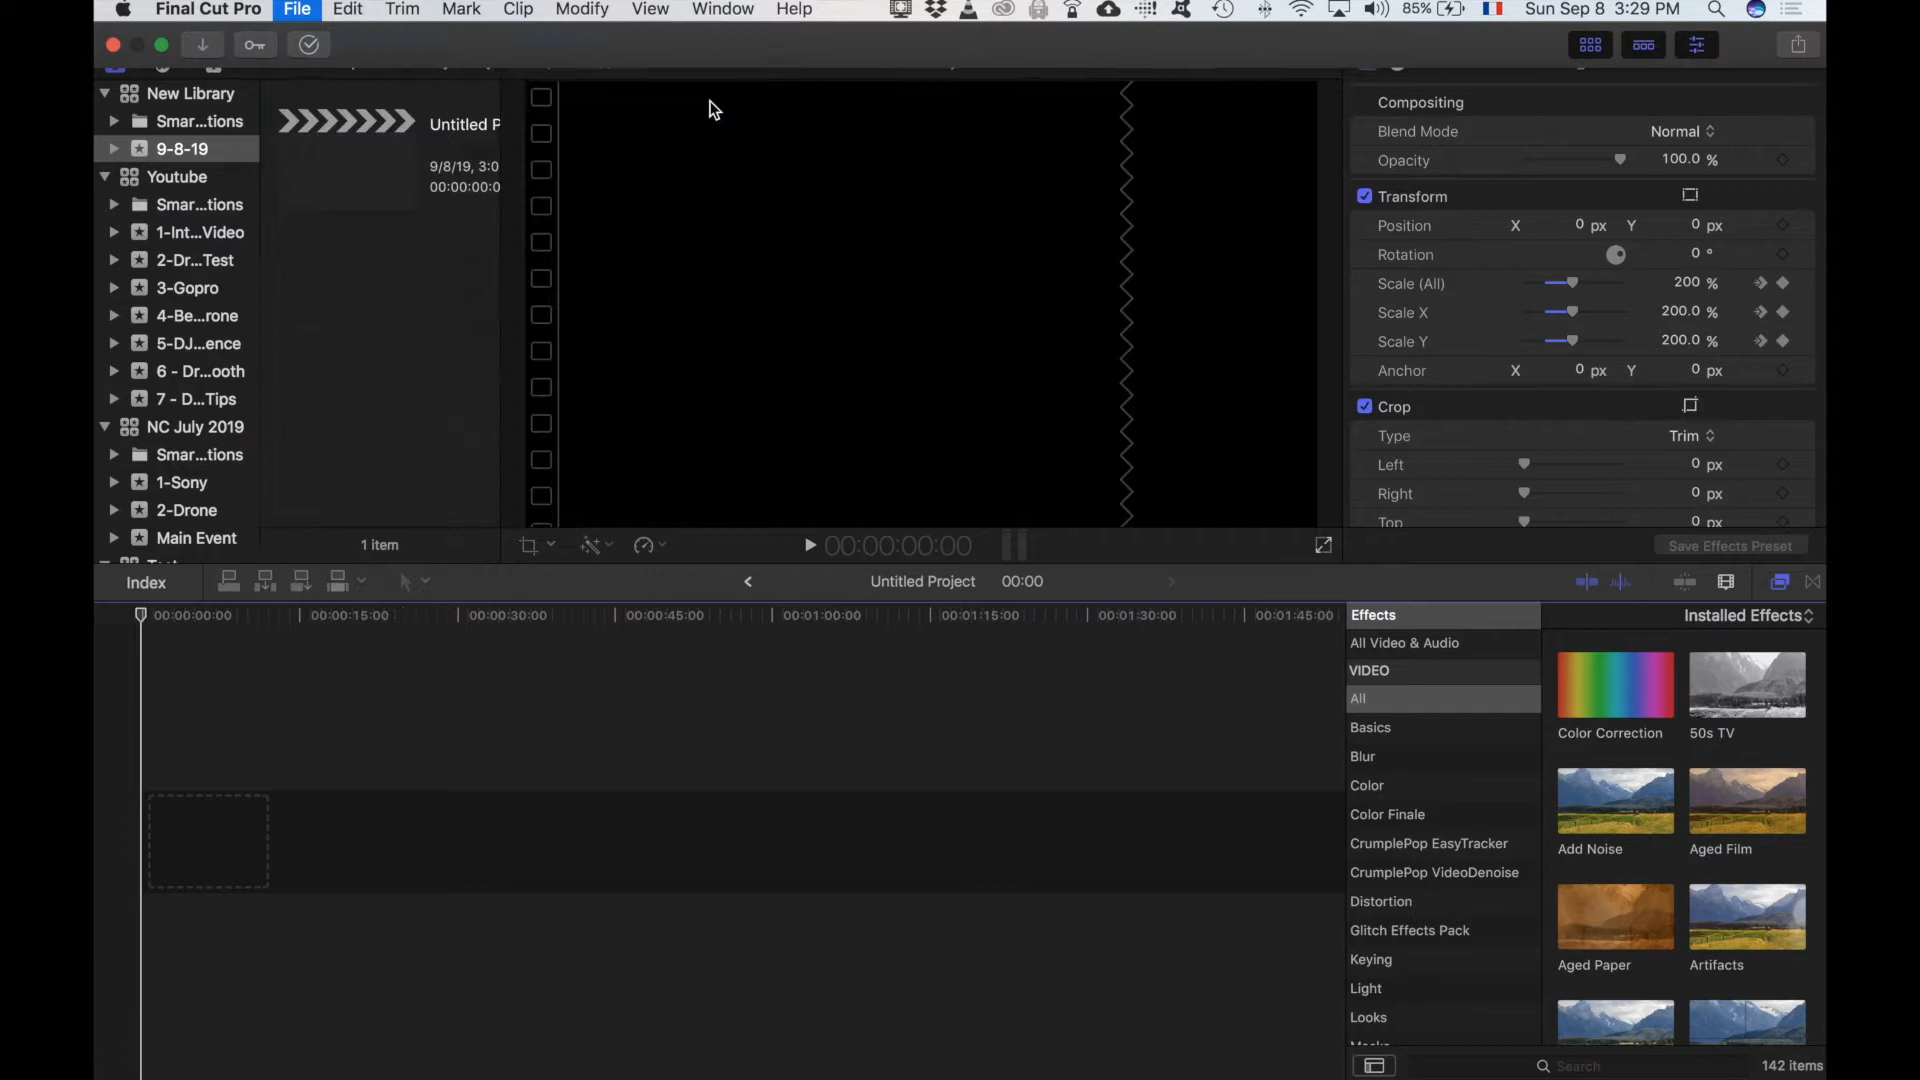 Final Cut Pro File Edit Trim Mark Clip Modify View Window Help 85% Sun Sep 8 3:29 PM
New Library
Smar...tions
9-8-19
Youtube
Smar...tions
1-Int...Video
2-Dr...Test
3-Gopro
4-Be...rone
5-DJ...ence
6 - Dr...ooth
7 - D...Tips
NC July 2019
Smar...tions
1-Sony
2-Drone
Main Event
Untitled P
9/8/19, 3:0
00:00:00:0
1 item
00:00:00:00
Compositing
Blend Mode Normal
Opacity 100.0 %
Transform
Position X 0 px Y 0 px
Rotation 0 °
Scale (All) 200 %
Scale X 200.0 %
Scale Y 200.0 %
Anchor X 0 px Y 0 px
Crop
Type Trim
Left 0 px
Right 0 px
Top 0 px
Save Effects Preset
Index
Untitled Project 00:00
00:00:00:00 00:00:15:00 00:00:30:00 00:00:45:00 00:01:00:00 00:01:15:00 00:01:30:00 00:01:45:00
Effects
All Video & Audio
VIDEO
All
Basics
Blur
Color
Color Finale
CrumplePop EasyTracker
CrumplePop VideoDenoise
Distortion
Glitch Effects Pack
Keying
Light
Looks
Installed Effects
Color Correction 50s TV
Add Noise Aged Film
Aged Paper Artifacts
Search 142 items